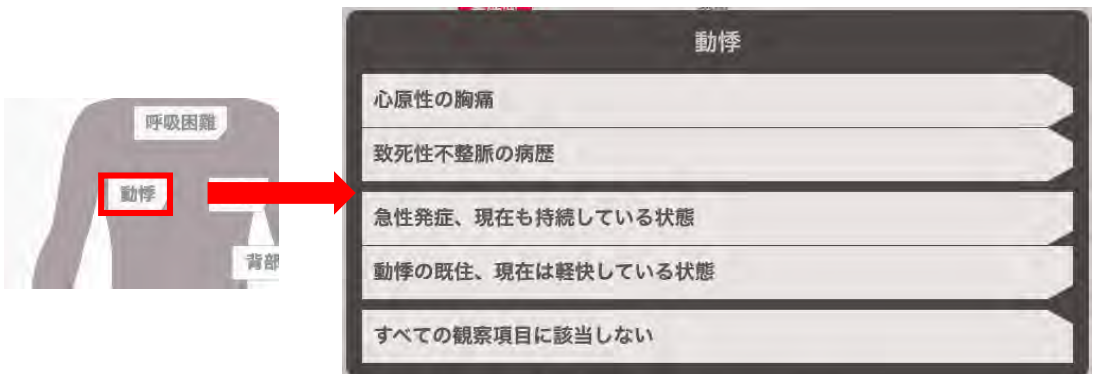 呼吸困難
動悸
背部
動悸
心原性の胸痛
致死性不整脈の病歴
急性発症、現在も持続している状態
動悸の既往、現在は軽快している状態
すべての観察項目に該当しない